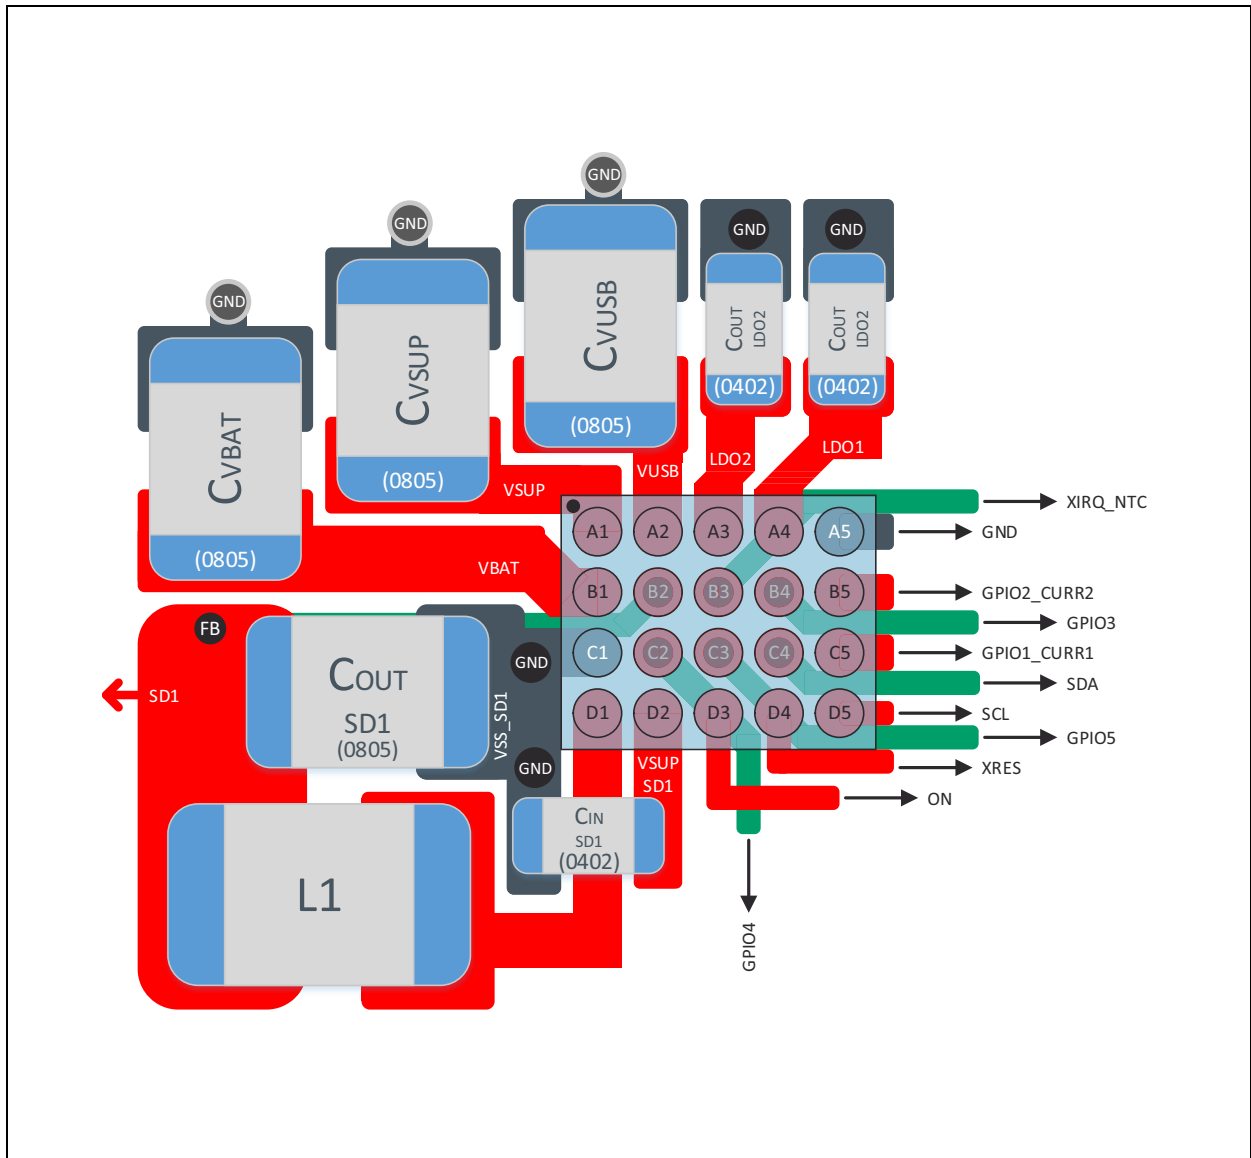 GND
GND
GND
GND
GND
CVBAT
(0805)
CVSUP
(0805)
CVUSB
(0805)
COUT
LDO2
(0402)
COUT
LDO2
(0402)
VSUP
VUSB
LDO2
LDO1
VBAT
A1 A2 A3 A4 A5
B1 B2 B3 B4 B5
C1 C2 C3 C4 C5
D1 D2 D3 D4 D5
XIRQ_NTC
GND
GPIO2_CURR2
GPIO3
GPIO1_CURR1
SDA
SCL
GPIO5
XRES
ON
GPIO4
FB
SD1
COUT
SD1
(0805)
VSS_SD1
GND
GND
VSUP
SD1
CIN
SD1
(0402)
L1